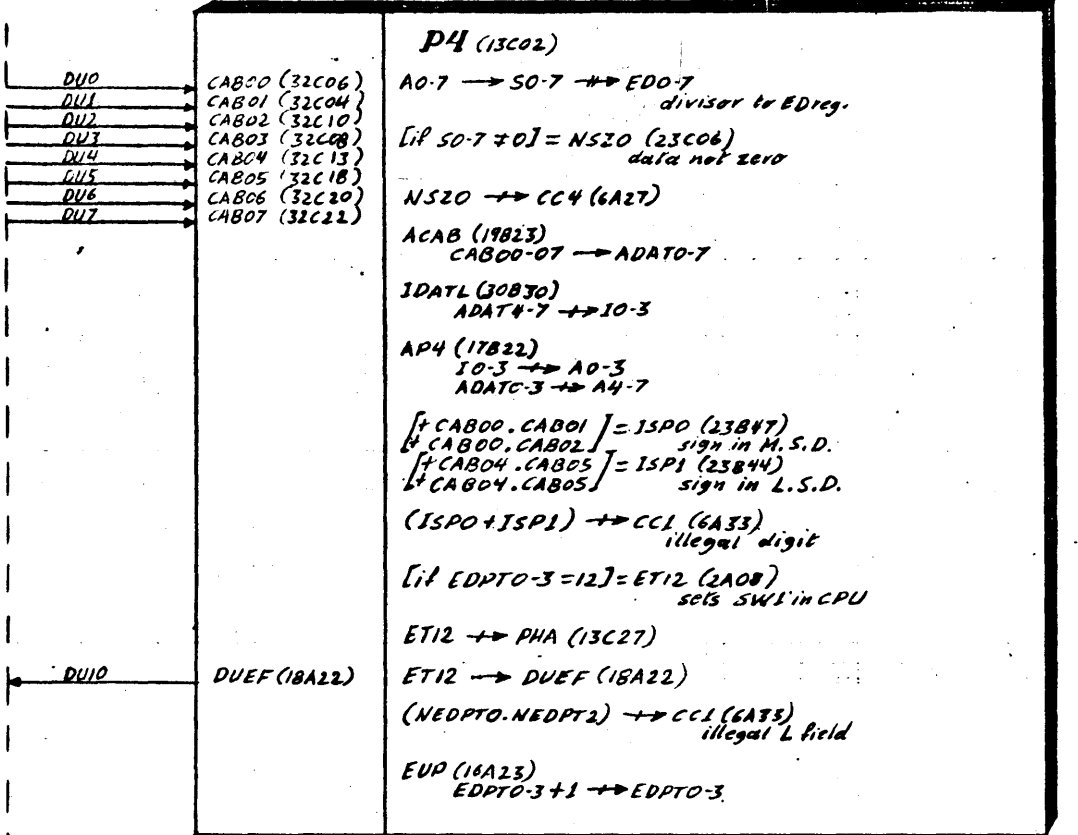 P4 (13C02)
DU0 CAB00 (32C06) A0-7 → S0-7 ⇸ ED0-7
DU1 CAB01 (32C04) divisor to ED reg.
DU2 CAB02 (32C10)
DU3 CAB03 (32C08) [if S0-7 ≠ 0] = NSZ0 (23C06)
DU4 CAB04 (32C13) data not zero
DU5 CAB05 (32C18)
DU6 CAB06 (32C20) NSZ0 ⇸ CC4 (6A27)
DU7 CAB07 (32C22)
ACAB (19B23)
CAB00-07 → ADAT0-7
IDATL (30B30)
ADAT4-7 ⇸ I0-3
AP4 (17B22)
I0-3 ⇸ A0-3
ADAT0-3 ⇸ A4-7
[+ CAB00 . CAB01] = ISP0 (23B47)
[+ CAB00 . CAB02] sign in M.S.D.
[+ CAB04 . CAB05] = ISP1 (23B44)
[+ CAB04 . CAB05] sign in L.S.D.
(ISP0 + ISP1) ⇸ CC1 (6A33)
illegal digit
[if EDPT0-3 = 12] = ET12 (2A08)
sets SW1 in CPU
ET12 ⇸ PHA (13C27)
DU10 DUEF (18A22) ET12 → DUEF (18A22)
(NEDPT0 . NEDPT2) ⇸ CC1 (6A33)
illegal L field
EUP (16A23)
EDPT0-3 + 1 ⇸ EDPT0-3